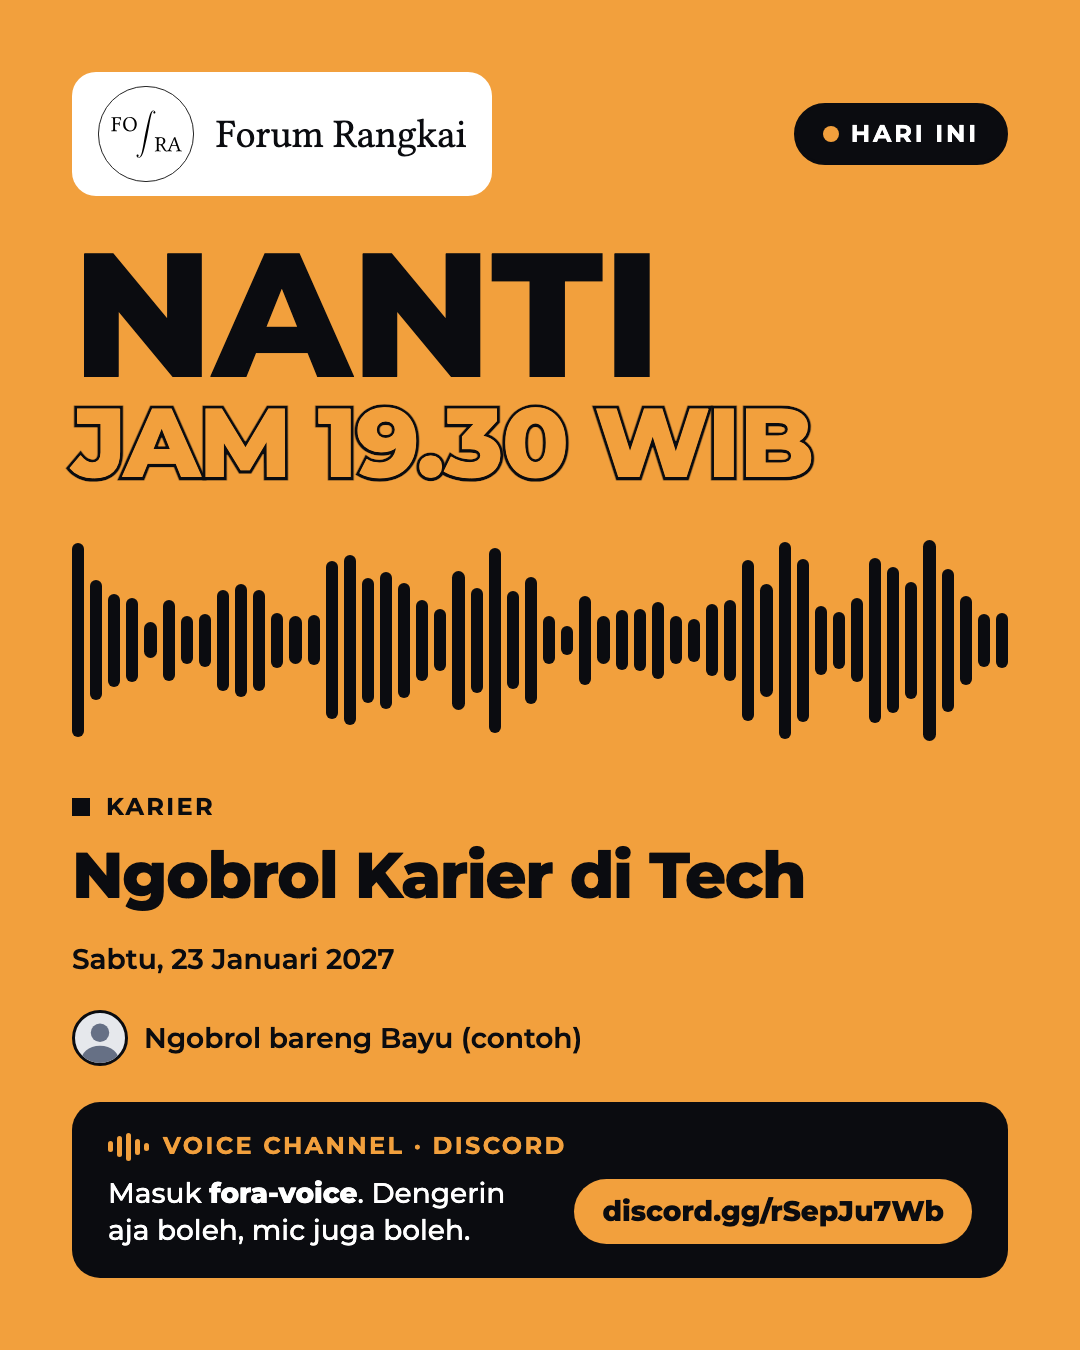 FO
RA
Forum Rangkai
HARI INI
NANTI
JAM 19.30 WIB
KARIER
Ngobrol Karier di Tech
Sabtu, 23 Januari 2027
Ngobrol bareng Bayu (contoh)
VOICE CHANNEL · DISCORD
Masuk fora-voice. Dengerin
aja boleh, mic juga boleh.
discord.gg/rSepJu7Wb